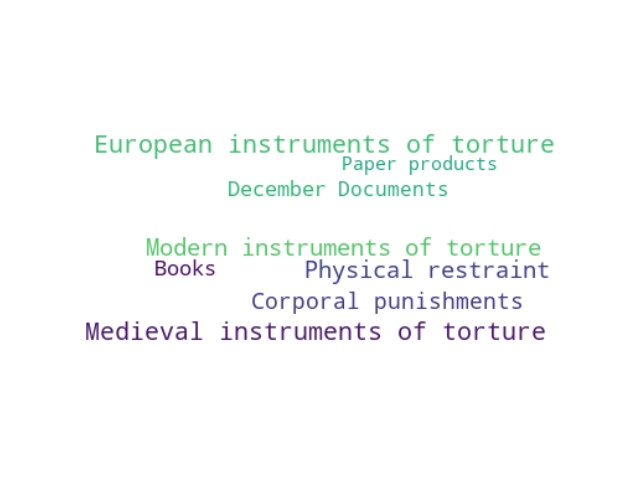 European instruments of torture
Paper products
December Documents
Modern instruments of torture
Books
Physical restraint
Corporal punishments
Medieval instruments of torture